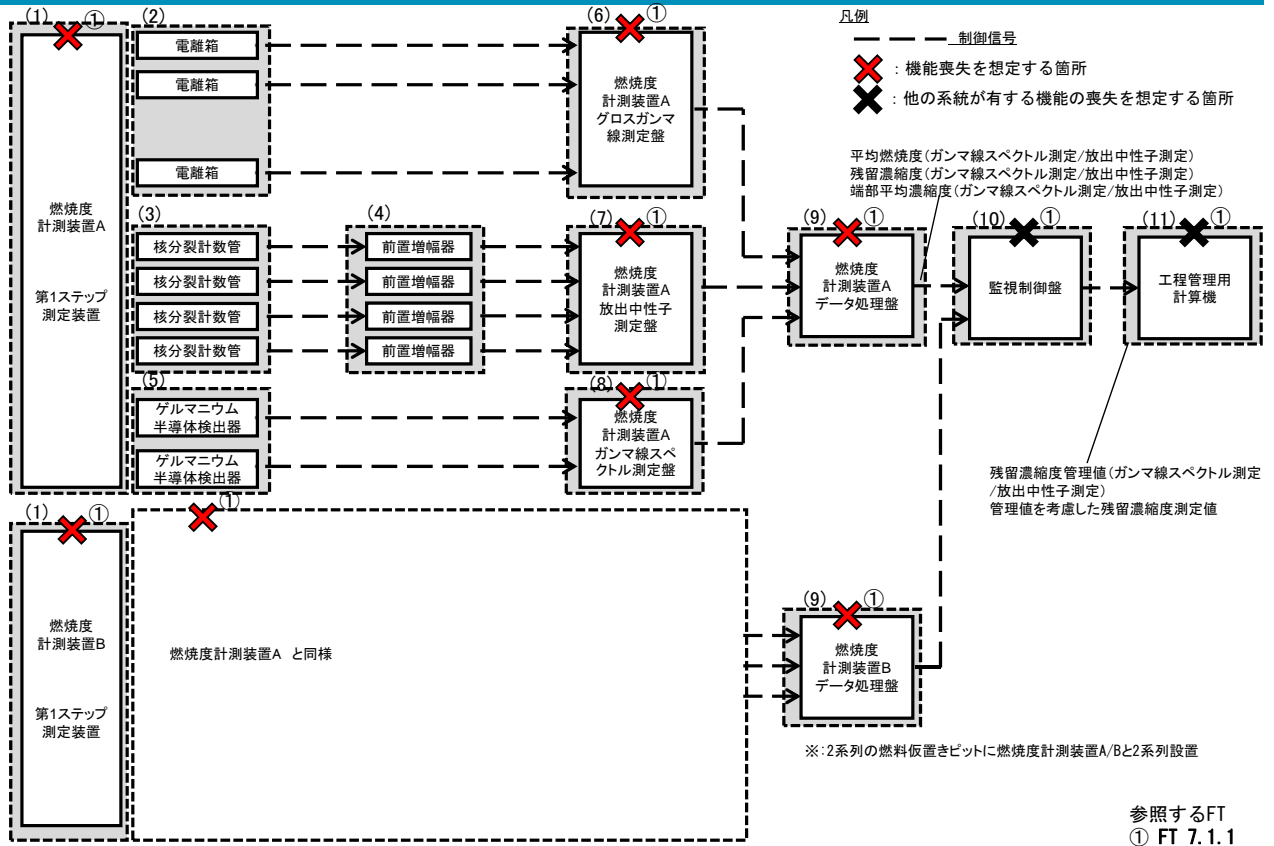 (1)
①
燃焼度
計測装置A
第1ステップ
測定装置
(2)
電離箱
電離箱
電離箱
(3)
核分裂計数管
核分裂計数管
核分裂計数管
核分裂計数管
(4)
前置増幅器
前置増幅器
前置増幅器
前置増幅器
(5)
ゲルマニウム
半導体検出器
ゲルマニウム
半導体検出器
(6)
①
燃焼度
計測装置A
グロスガンマ
線測定盤
(7)
①
燃焼度
計測装置A
放出中性子
測定盤
(8)
①
燃焼度
計測装置A
ガンマ線スペ
クトル測定盤
凡例
制御信号
：機能喪失を想定する箇所
：他の系統が有する機能の喪失を想定する箇所
平均燃焼度(ガンマ線スペクトル測定/放出中性子測定)
残留濃縮度(ガンマ線スペクトル測定/放出中性子測定)
端部平均濃縮度(ガンマ線スペクトル測定/放出中性子測定)
(9)
①
燃焼度
計測装置A
データ処理盤
(10)
①
監視制御盤
(11)
①
工程管理用
計算機
残留濃縮度管理値(ガンマ線スペクトル測定
/放出中性子測定)
管理値を考慮した残留濃縮度測定値
(1)
①
燃焼度
計測装置B
第1ステップ
測定装置
①
燃焼度計測装置A と同様
(9)
①
燃焼度
計測装置B
データ処理盤
※:2系列の燃料仮置きピットに燃焼度計測装置A/Bと2系列設置
参照するFT
① FT 7.1.1